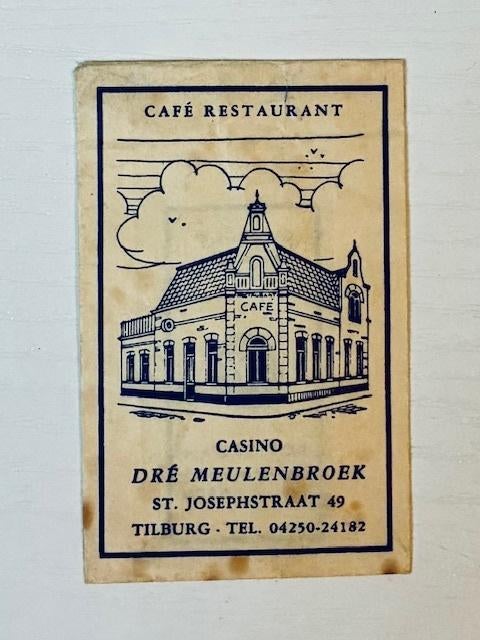 CAFÉ RESTAURANT
CAFE
CASINO
DRÉ MEULENBROEK
ST. JOSEPHSTRAAT 49
TILBURG - TEL. 04250-24182